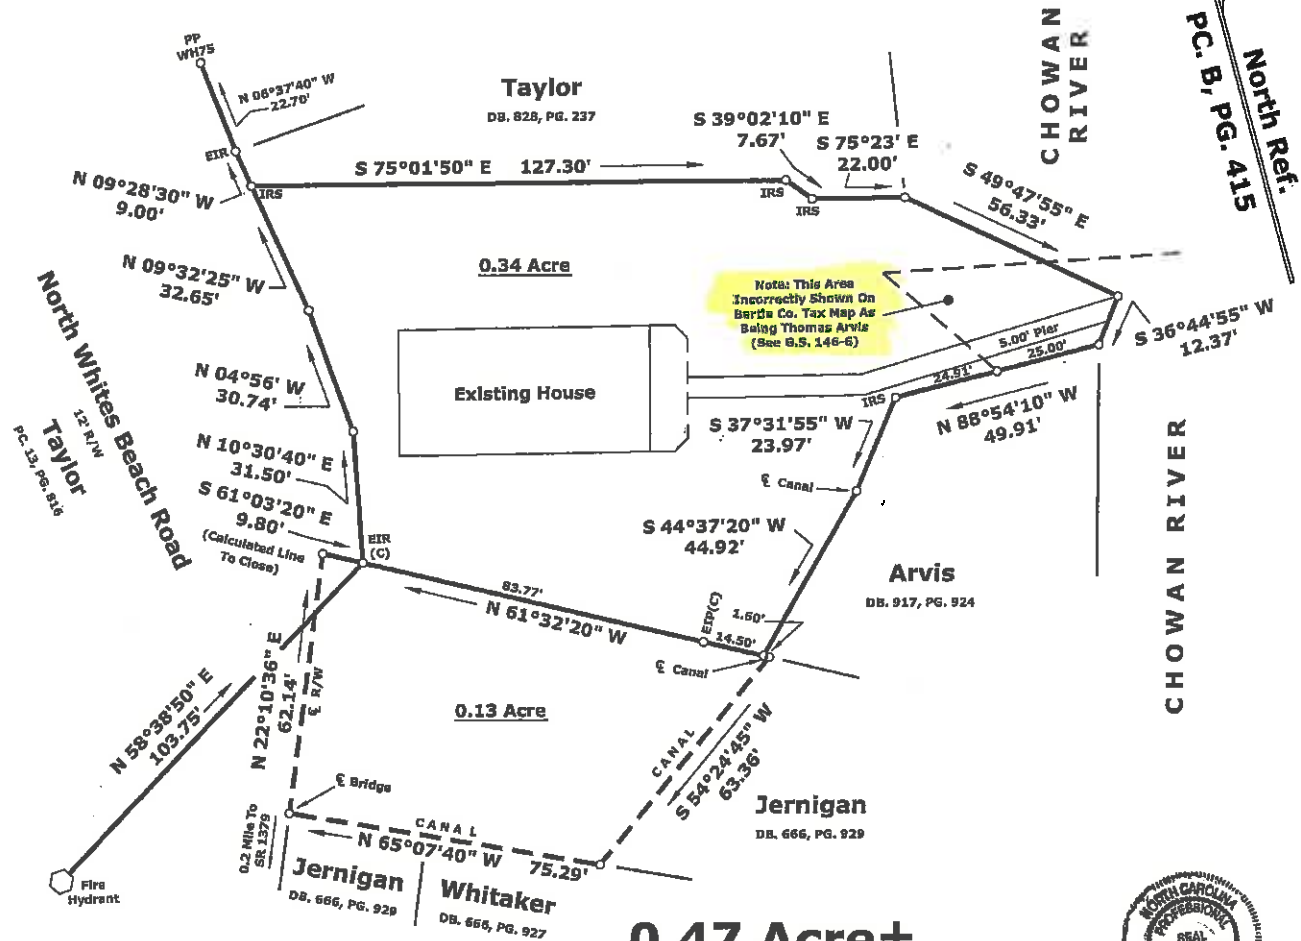 PP
WH75
N 06°37'40" W
22.70'
EIR
IRS
N 09°28'30" W
9.00'
Taylor
DB. 828, PG. 237
S 75°01'50" E 127.30'
S 39°02'10" E
7.67'
S 75°23' E
22.00'
IRS
IRS
CHOWAN
RIVER
North Ref.
PC. B, PG. 415
S 49°47'55" E
56.33'
N 09°32'25" W
32.65'
0.34 Acre
Note: This Area
Incorrectly Shown On
Bertie Co. Tax Map As
Being Thomas Arvis
(See G.S. 146-6)
S 36°44'55" W
12.37'
5.00' Pier
25.00'
24.91'
IRS
N 88°54'10" W
49.91'
Existing House
N 04°56' W
30.74'
North Whites Beach Road
12' R/W
Taylor
PC. 13, PG. 816
N 10°30'40" E
31.50'
S 61°03'20" E
9.80'
(Calculated Line
To Close)
EIR
(C)
S 37°31'55" W
23.97'
℄ Canal
S 44°37'20" W
44.92'
Arvis
DB. 917, PG. 924
CHOWAN RIVER
83.77'
N 61°32'20" W
EIP(C)
1.60'
14.50'
℄ Canal
N 22°10'36" E
62.14'
℄ R/W
N 58°38'50" E
103.75'
0.13 Acre
CANAL
S 54°24'45" W
63.36'
℄ Bridge
CANAL
N 65°07'40" W 75.29'
0.2 Mile To
SR 1379
Jernigan
DB. 666, PG. 929
Jernigan
DB. 666, PG. 929
Whitaker
DB. 665, PG. 927
Fire
Hydrant
0.47 Acre±
NORTH CAROLINA
PROFESSIONAL
SEAL